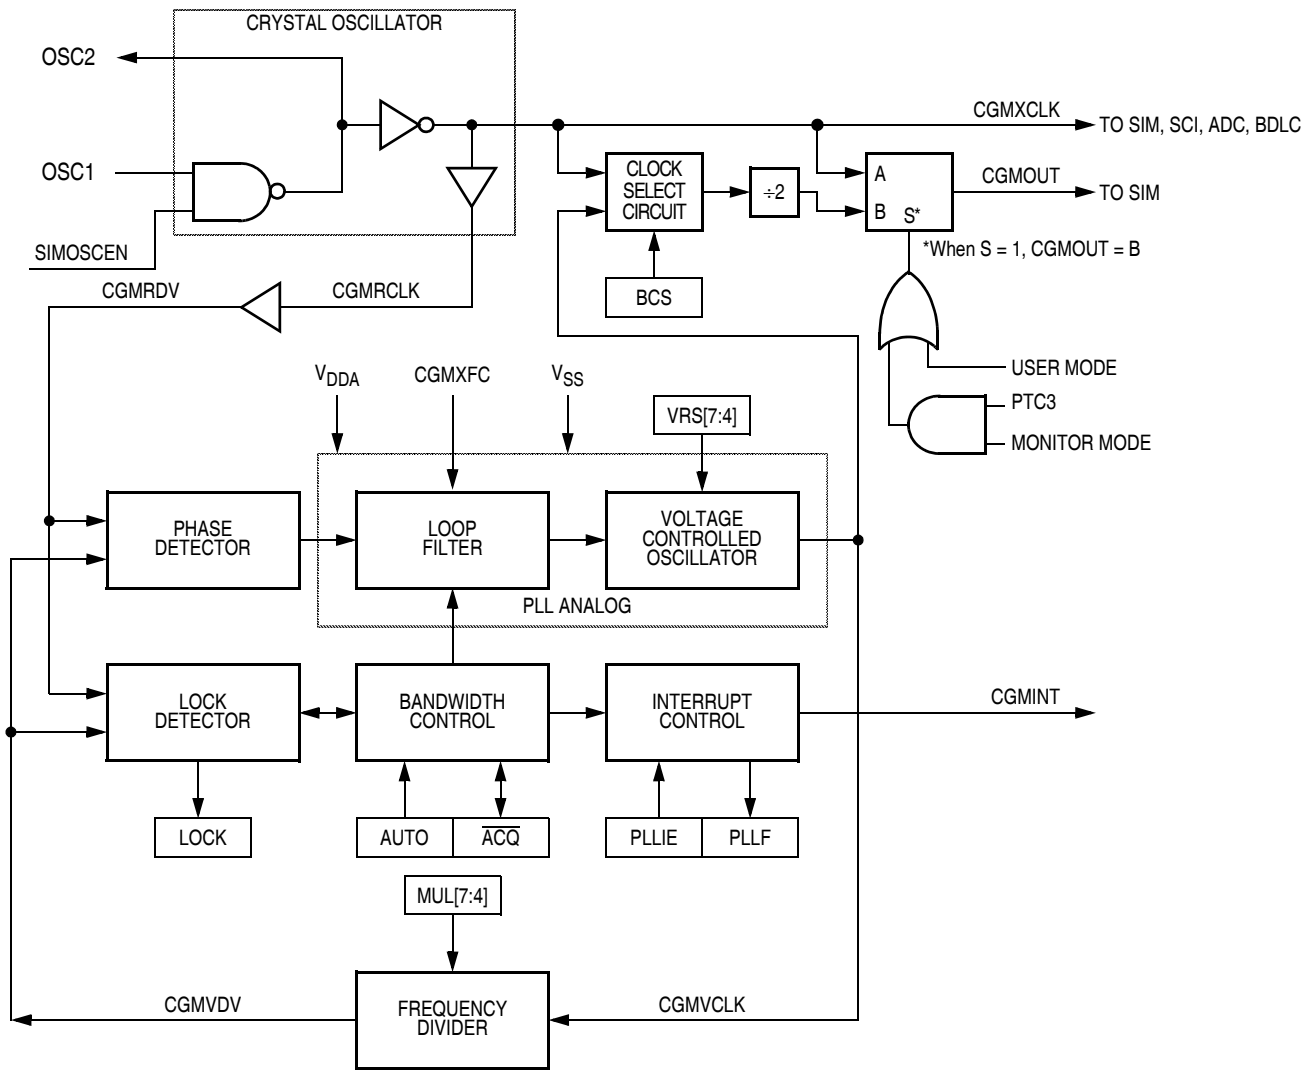 CRYSTAL OSCILLATOR
OSC2
CGMXCLK
TO SIM, SCI, ADC, BDLC
OSC1
CLOCK
SELECT
CIRCUIT
÷2
A
B
S*
CGMOUT
TO SIM
SIMOSCEN
*When S = 1, CGMOUT = B
CGMRDV
CGMRCLK
BCS
VDDA
CGMXFC
VSS
USER MODE
PTC3
MONITOR MODE
VRS[7:4]
PHASE
DETECTOR
LOOP
FILTER
VOLTAGE
CONTROLLED
OSCILLATOR
PLL ANALOG
LOCK
DETECTOR
BANDWIDTH
CONTROL
INTERRUPT
CONTROL
CGMINT
LOCK
AUTO
A̅C̅Q̅
PLLIE
PLLF
MUL[7:4]
CGMVDV
FREQUENCY
DIVIDER
CGMVCLK